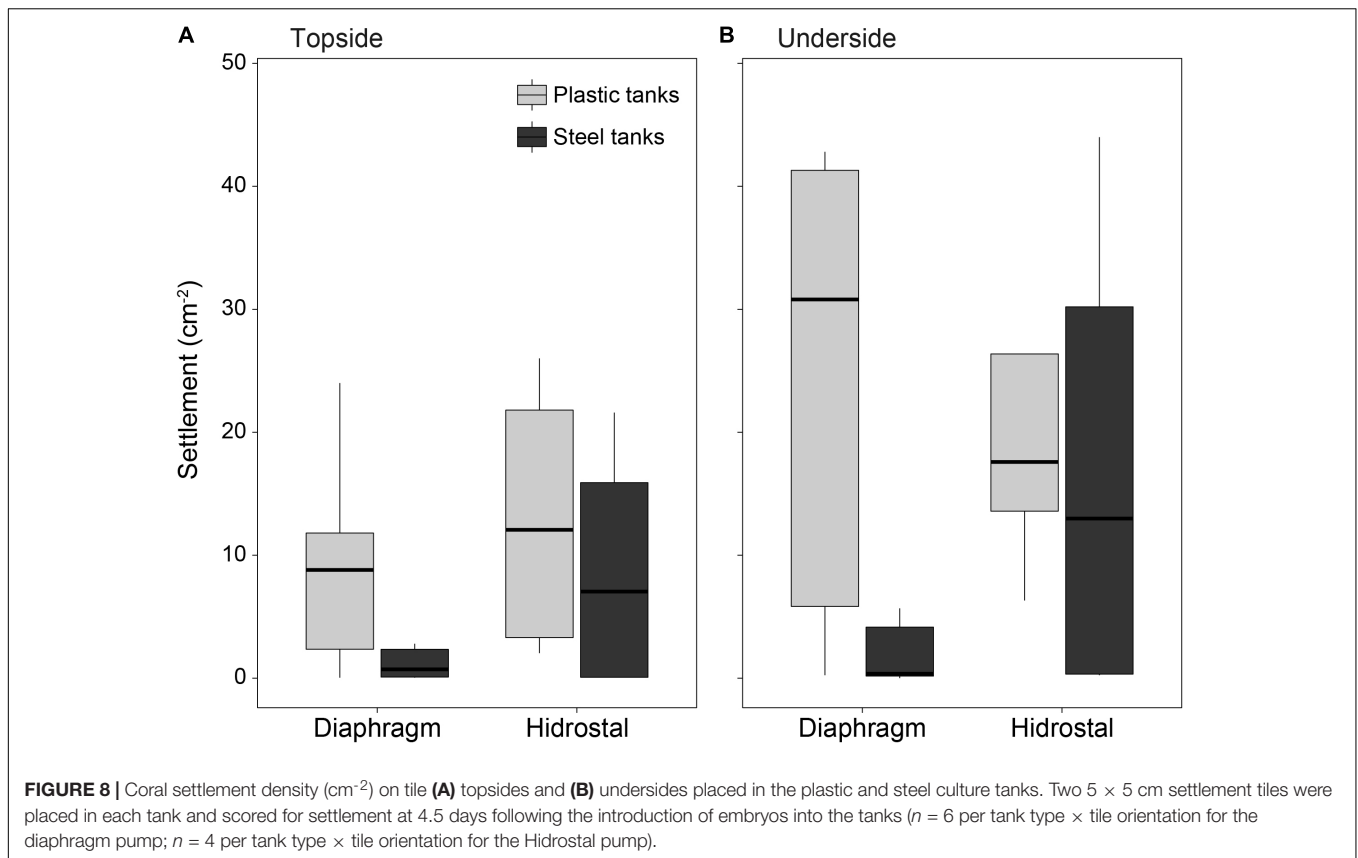 A Topside
B Underside
Plastic tanks
Steel tanks
Settlement (cm-2)
50
40
30
20
10
0
Diaphragm Hidrostal
Diaphragm Hidrostal
FIGURE 8 | Coral settlement density (cm-2) on tile (A) topsides and (B) undersides placed in the plastic and steel culture tanks. Two 5 × 5 cm settlement tiles were
placed in each tank and scored for settlement at 4.5 days following the introduction of embryos into the tanks (n = 6 per tank type × tile orientation for the
diaphragm pump; n = 4 per tank type × tile orientation for the Hidrostal pump).